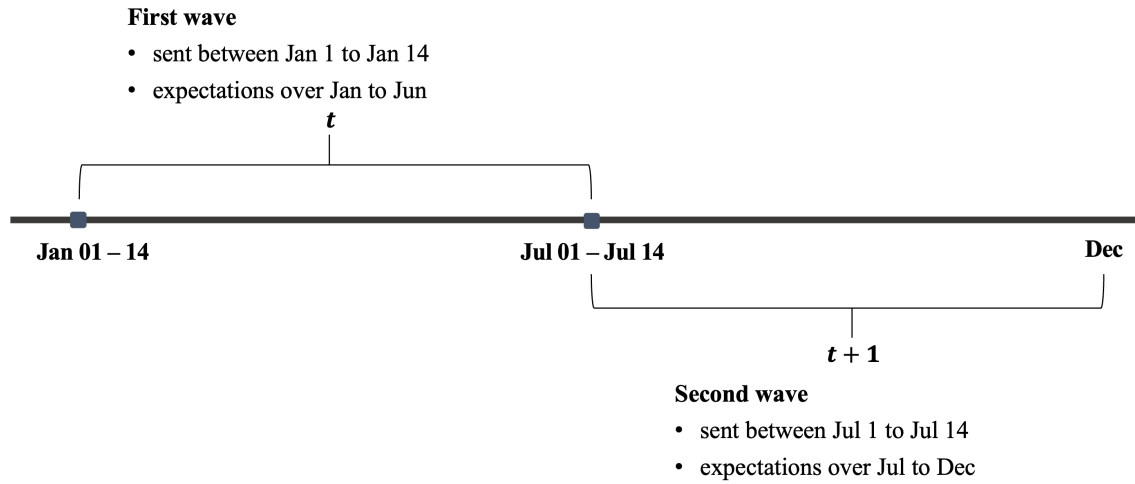 First wave
• sent between Jan 1 to Jan 14
• expectations over Jan to Jun
t
Jan 01 – 14
Jul 01 – Jul 14
Dec
t + 1
Second wave
• sent between Jul 1 to Jul 14
• expectations over Jul to Dec